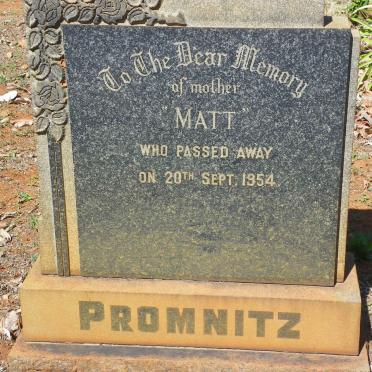 To The Dear Memory
of mother
"MATT"
WHO PASSED AWAY
ON 20TH SEPT. 1954
PROMNITZ